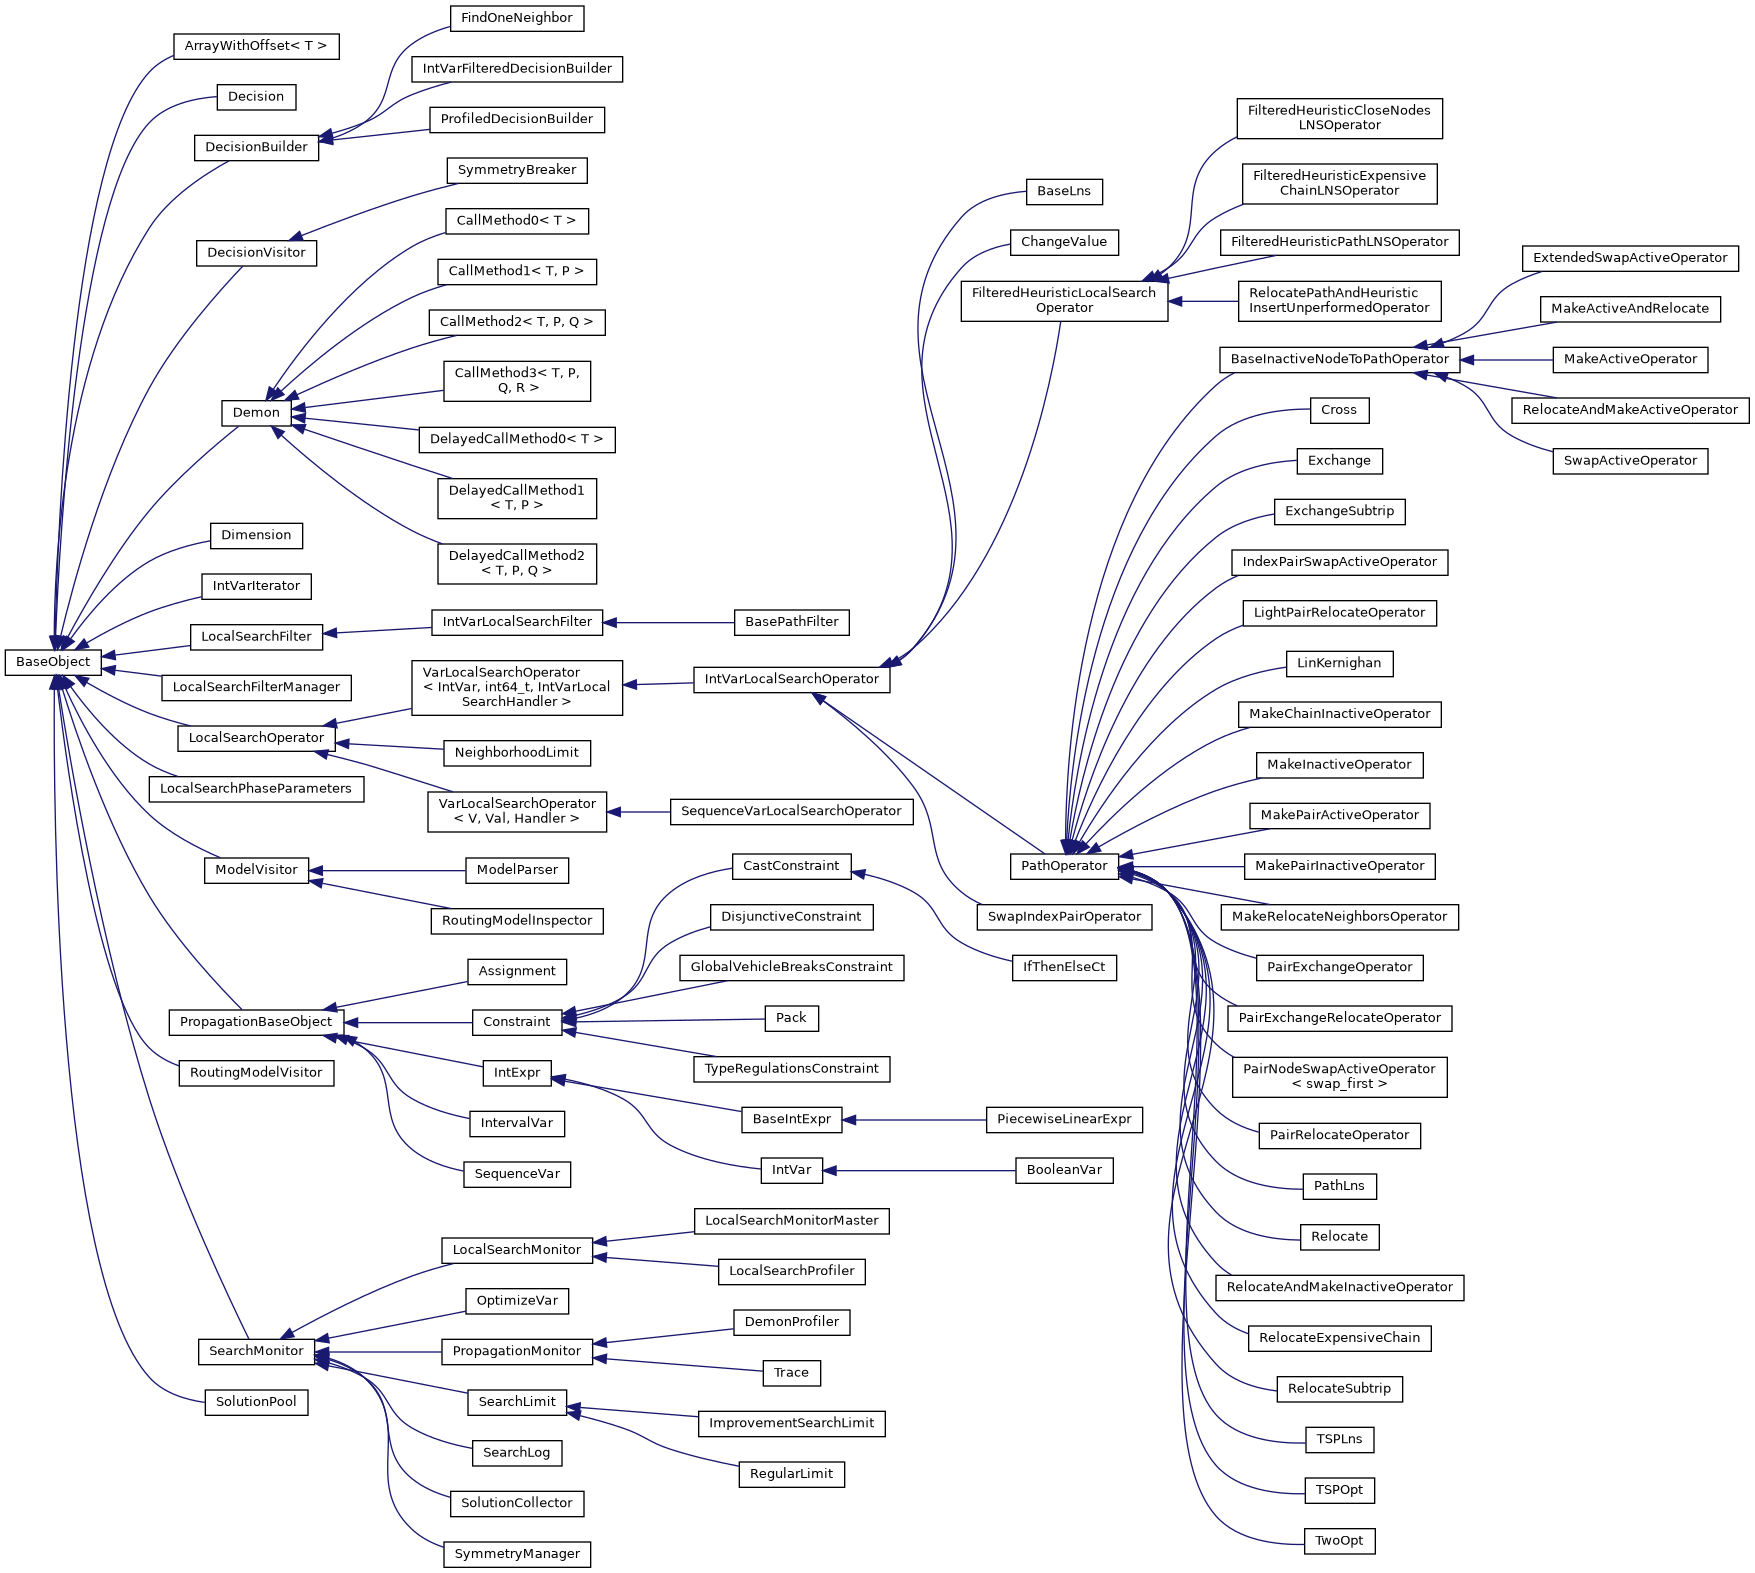 FindOneNeighbor
ArrayWithOffset< T >
IntVarFilteredDecisionBuilder
Decision
ProfiledDecisionBuilder
DecisionBuilder
SymmetryBreaker
DecisionVisitor
CallMethod0< T >
CallMethod1< T, P >
CallMethod2< T, P, Q >
CallMethod3< T, P,
Q, R >
Demon
DelayedCallMethod0< T >
DelayedCallMethod1
< T, P >
DelayedCallMethod2
< T, P, Q >
Dimension
IntVarIterator
LocalSearchFilter
IntVarLocalSearchFilter
BasePathFilter
BaseObject
LocalSearchFilterManager
VarLocalSearchOperator
< IntVar, int64_t, IntVarLocal
SearchHandler >
IntVarLocalSearchOperator
LocalSearchOperator
NeighborhoodLimit
LocalSearchPhaseParameters
VarLocalSearchOperator
< V, Val, Handler >
SequenceVarLocalSearchOperator
ModelVisitor
ModelParser
RoutingModelInspector
CastConstraint
DisjunctiveConstraint
GlobalVehicleBreaksConstraint
Assignment
PropagationBaseObject
Constraint
Pack
TypeRegulationsConstraint
RoutingModelVisitor
IntExpr
IntervalVar
BaseIntExpr
PiecewiseLinearExpr
SequenceVar
IntVar
BooleanVar
LocalSearchMonitorMaster
LocalSearchMonitor
LocalSearchProfiler
OptimizeVar
DemonProfiler
SearchMonitor
PropagationMonitor
Trace
SolutionPool
SearchLimit
ImprovementSearchLimit
SearchLog
RegularLimit
SolutionCollector
SymmetryManager
BaseLns
ChangeValue
FilteredHeuristicLocalSearch
Operator
PathOperator
SwapIndexPairOperator
IfThenElseCt
FilteredHeuristicCloseNodes
LNSOperator
FilteredHeuristicExpensive
ChainLNSOperator
FilteredHeuristicPathLNSOperator
RelocatePathAndHeuristic
InsertUnperformedOperator
BaseInactiveNodeToPathOperator
ExtendedSwapActiveOperator
MakeActiveAndRelocate
MakeActiveOperator
RelocateAndMakeActiveOperator
SwapActiveOperator
Cross
Exchange
ExchangeSubtrip
IndexPairSwapActiveOperator
LightPairRelocateOperator
LinKernighan
MakeChainInactiveOperator
MakeInactiveOperator
MakePairActiveOperator
MakePairInactiveOperator
MakeRelocateNeighborsOperator
PairExchangeOperator
PairExchangeRelocateOperator
PairNodeSwapActiveOperator
< swap_first >
PairRelocateOperator
PathLns
Relocate
RelocateAndMakeInactiveOperator
RelocateExpensiveChain
RelocateSubtrip
TSPLns
TSPOpt
TwoOpt